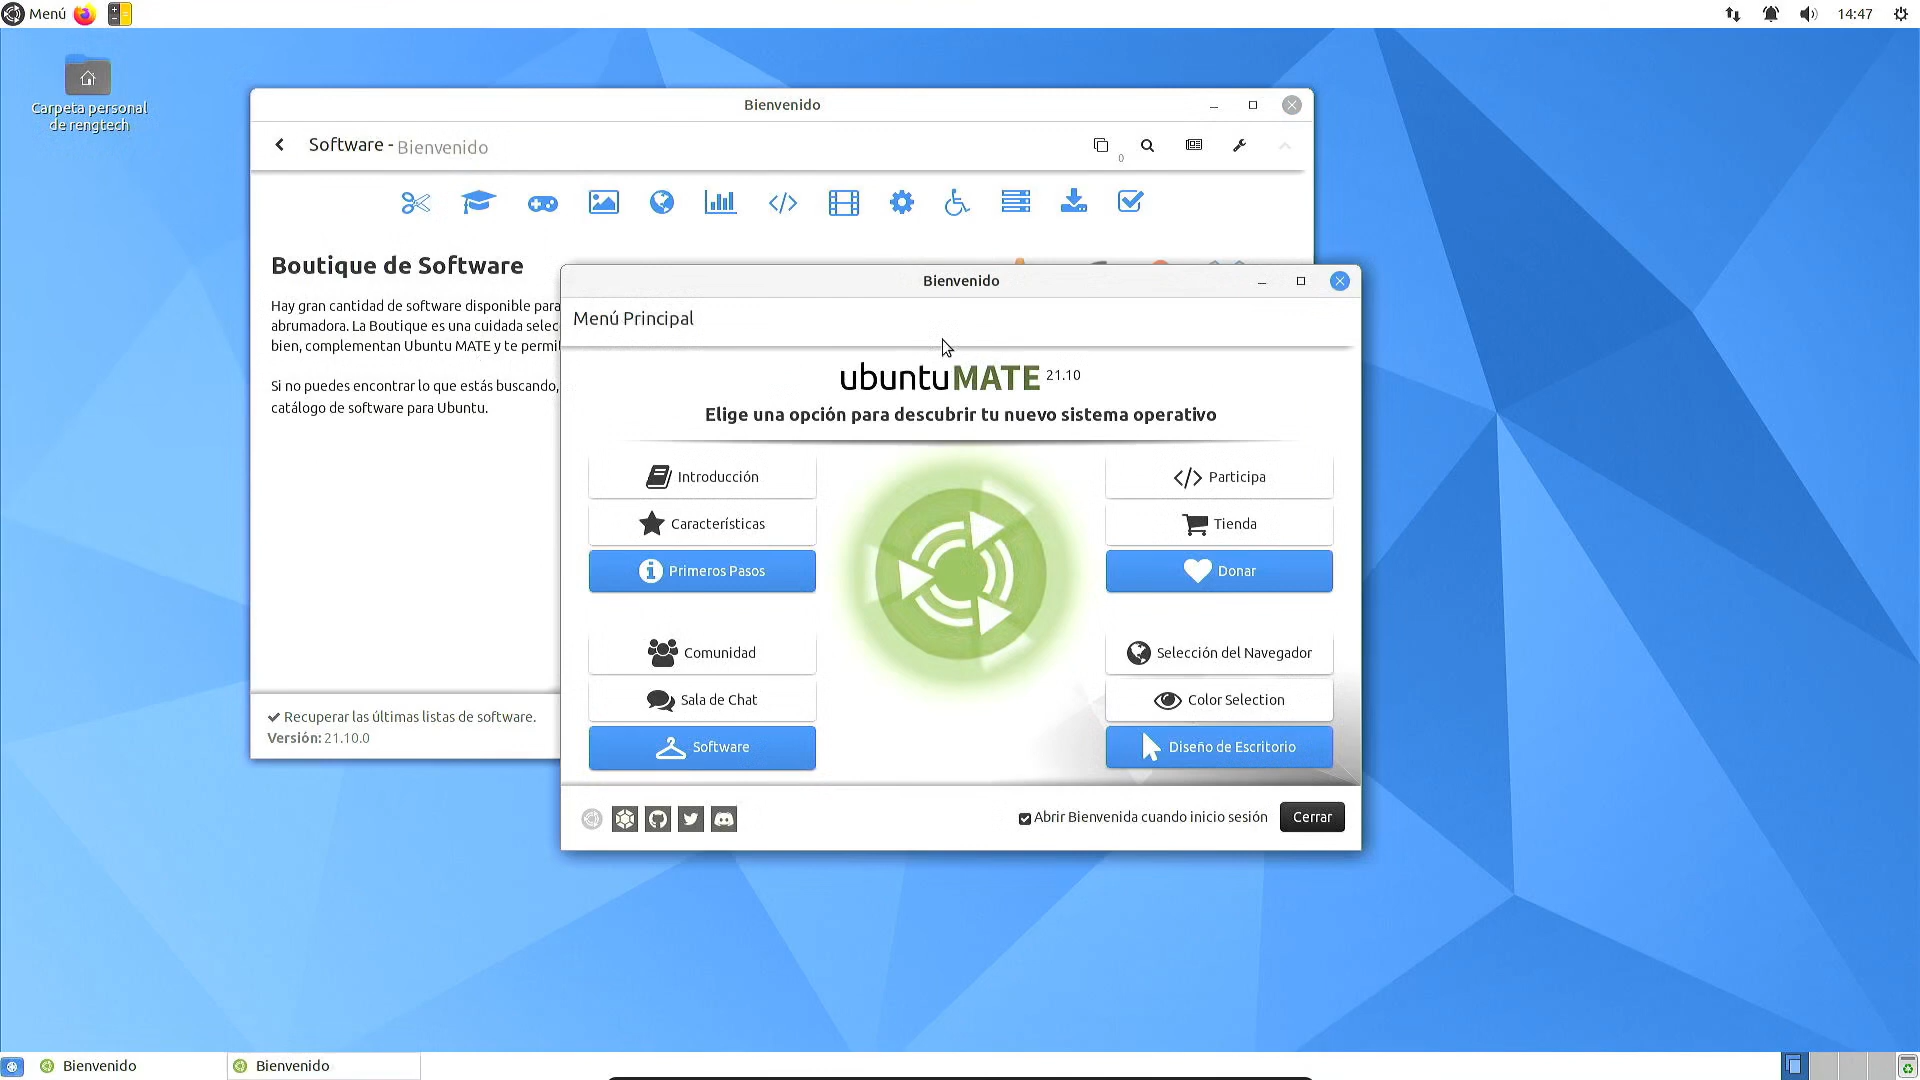 Menú
14:47
Carpeta personal
de rengtech
Bienvenido
Software - Bienvenido
0
Boutique de Software
Hay gran cantidad de software disponible para
abrumadora. La Boutique es una cuidada selec
bien, complementan Ubuntu MATE y te permi
Si no puedes encontrar lo que estás buscando,
catálogo de software para Ubuntu.
✔ Recuperar las últimas listas de software.
Versión: 21.10.0
Bienvenido
Menú Principal
ubuntuMATE 21.10
Elige una opción para descubrir tu nuevo sistema operativo
Introducción
Características
Primeros Pasos
Comunidad
Sala de Chat
Software
Participa
Tienda
Donar
Selección del Navegador
Color Selection
Diseño de Escritorio
Abrir Bienvenida cuando inicio sesión
Cerrar
Bienvenido
Bienvenido